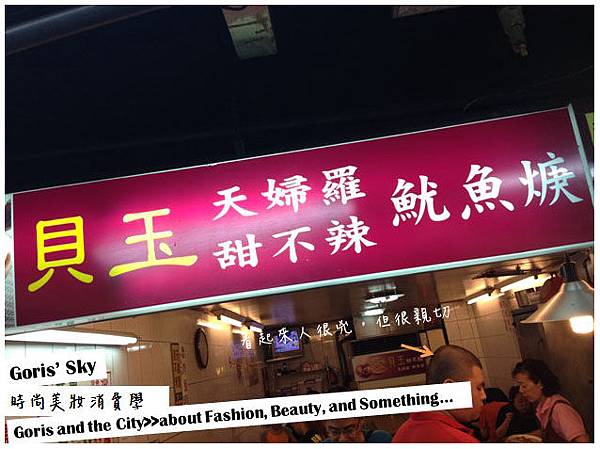 貝玉
天婦羅
甜不辣
魷魚焿
看起來人很兇,但很親切
貝玉
Goris' Sky
時尚美妝消費學
Goris and the City>>about Fashion, Beauty, and Something...